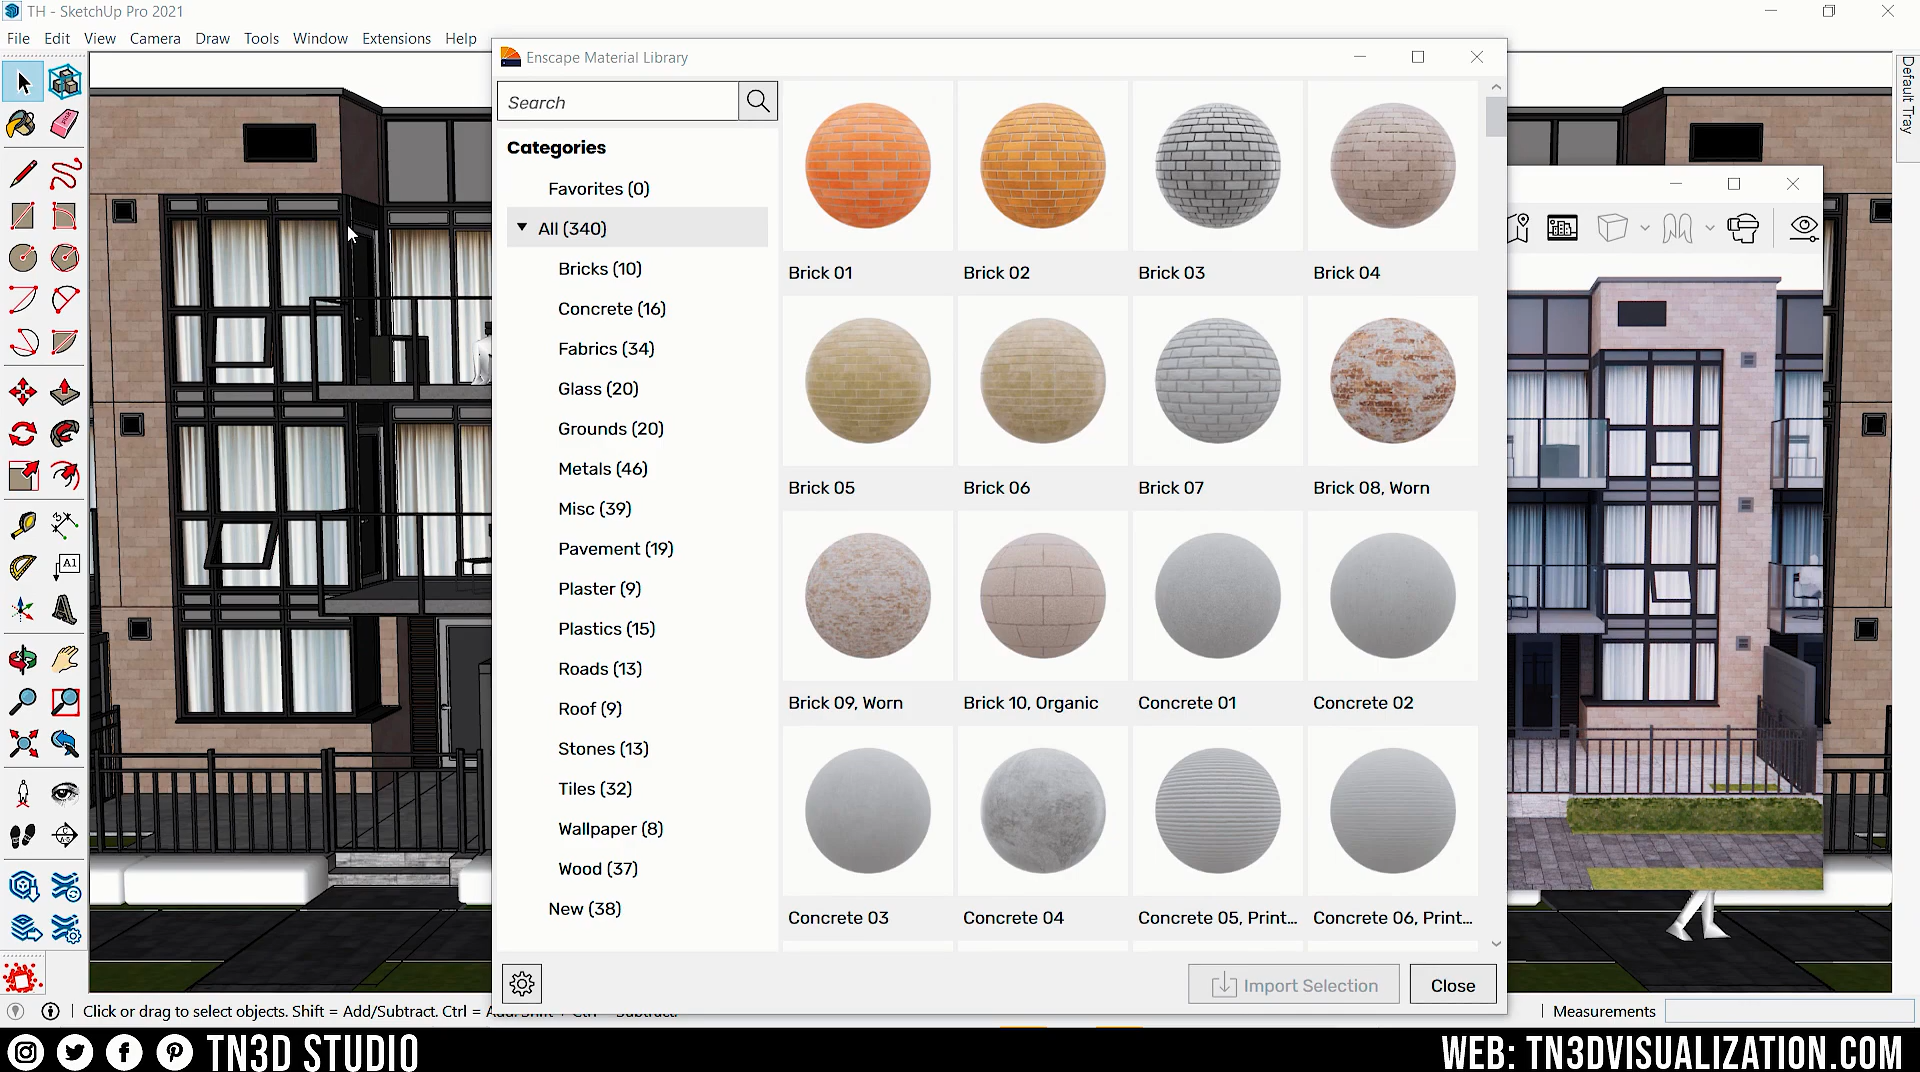 TH - SketchUp Pro 2021
File Edit View Camera Draw Tools Window Extensions Help
Default Tray
Enscape Material Library
Search
Categories
Favorites (0)
All (340)
Bricks (10)
Concrete (16)
Fabrics (34)
Glass (20)
Grounds (20)
Metals (46)
Misc (39)
Pavement (19)
Plaster (9)
Plastics (15)
Roads (13)
Roof (9)
Stones (13)
Tiles (32)
Wallpaper (8)
Wood (37)
New (38)
Brick 01 Brick 02 Brick 03 Brick 04
Brick 05 Brick 06 Brick 07 Brick 08, Worn
Brick 09, Worn Brick 10, Organic Concrete 01 Concrete 02
Concrete 03 Concrete 04 Concrete 05, Print... Concrete 06, Print...
A1
Import Selection Close
Click or drag to select objects. Shift = Add/Subtract. Ctrl =
Measurements
TN3D STUDIO
WEB: TN3DVISUALIZATION.COM